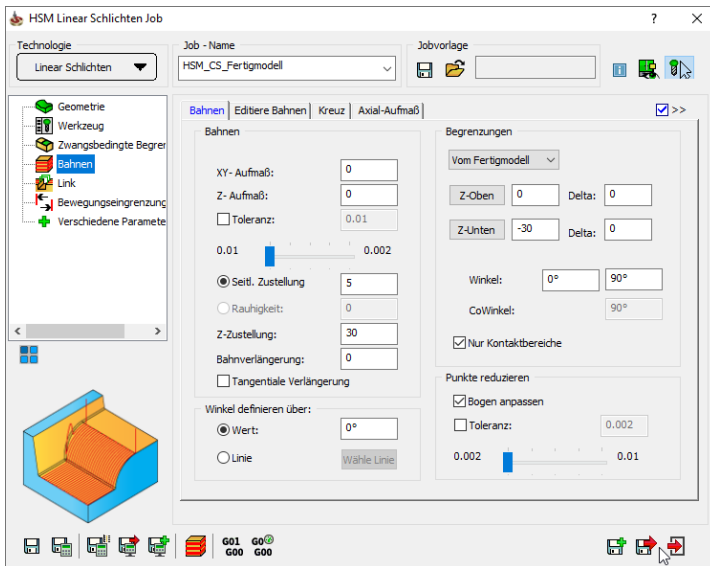 HSM Linear Schlichten Job
?
Technologie
Linear Schlichten
Job - Name
HSM_CS_Fertigmodell
Jobvorlage
Geometrie
Werkzeug
Zwangsbedingte Begrer
Bahnen
Link
Bewegungseingrenzung
Verschiedene Paramete
Bahnen
Editiere Bahnen
Kreuz
Axial-Aufmaß
>>
Bahnen
XY- Aufmaß:
0
Z- Aufmaß:
0
Toleranz:
0.01
0.01
0.002
Seitl. Zustellung
5
Rauhigkeit:
0
Z-Zustellung:
30
Bahnverlängerung:
0
Tangentiale Verlängerung
Winkel definieren über:
Wert:
0°
Linie
Wähle Linie
Begrenzungen
Vom Fertigmodell
Z-Oben
0
Delta:
0
Z-Unten
-30
Delta:
0
Winkel:
0°
90°
CoWinkel:
90°
Nur Kontaktbereiche
Punkte reduzieren
Bogen anpassen
Toleranz:
0.002
0.002
0.01
G01
G00
G0
G00